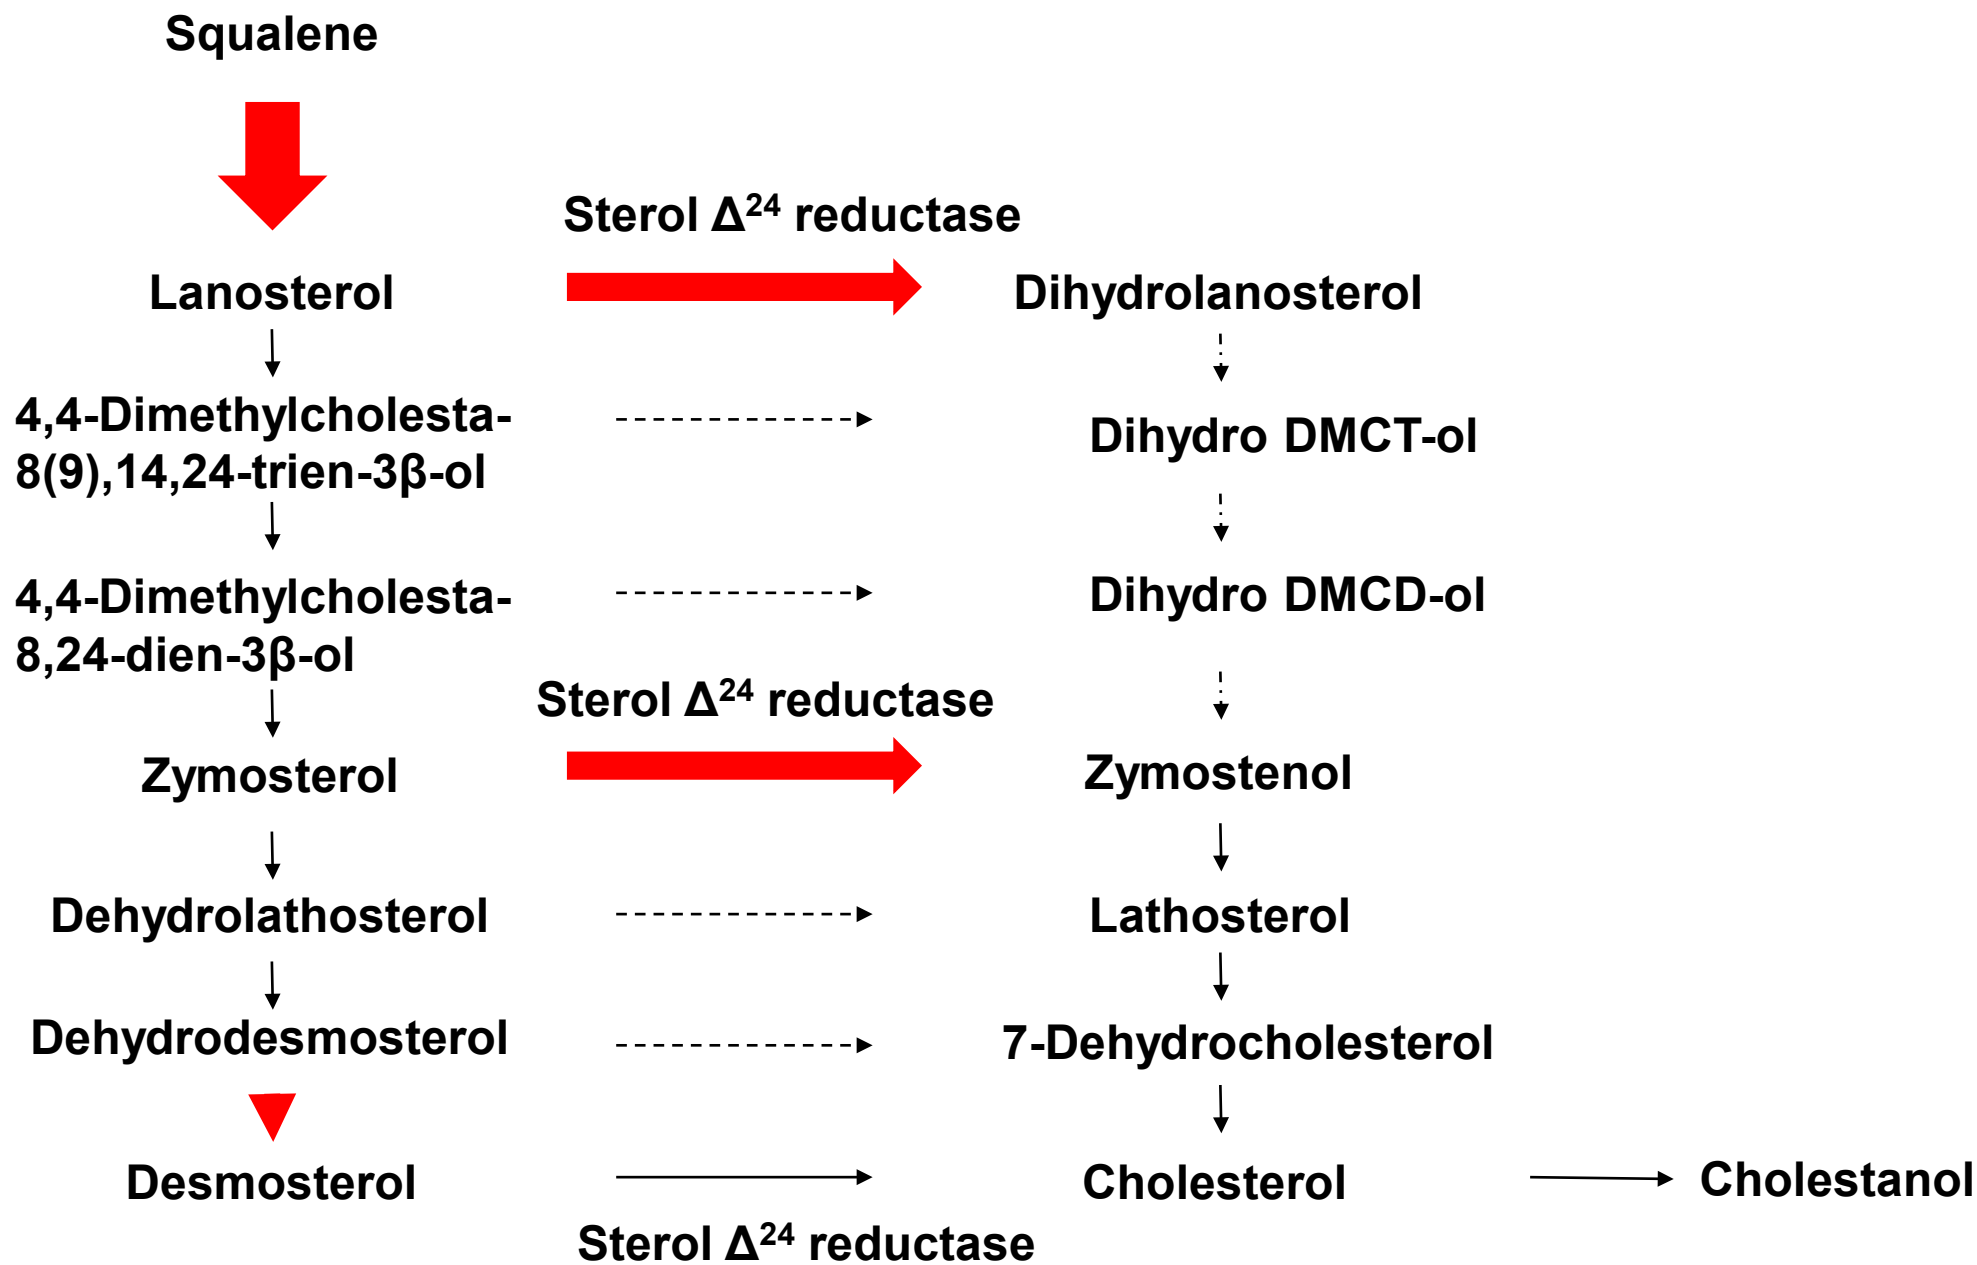 Squalene
Sterol Δ²⁴ reductase
Lanosterol
Dihydrolanosterol
4,4-Dimethylcholesta-
8(9),14,24-trien-3β-ol
Dihydro DMCT-ol
4,4-Dimethylcholesta-
8,24-dien-3β-ol
Dihydro DMCD-ol
Sterol Δ²⁴ reductase
Zymosterol
Zymostenol
Dehydrolathosterol
Lathosterol
Dehydrodesmosterol
7-Dehydrocholesterol
Desmosterol
Cholesterol
Cholestanol
Sterol Δ²⁴ reductase